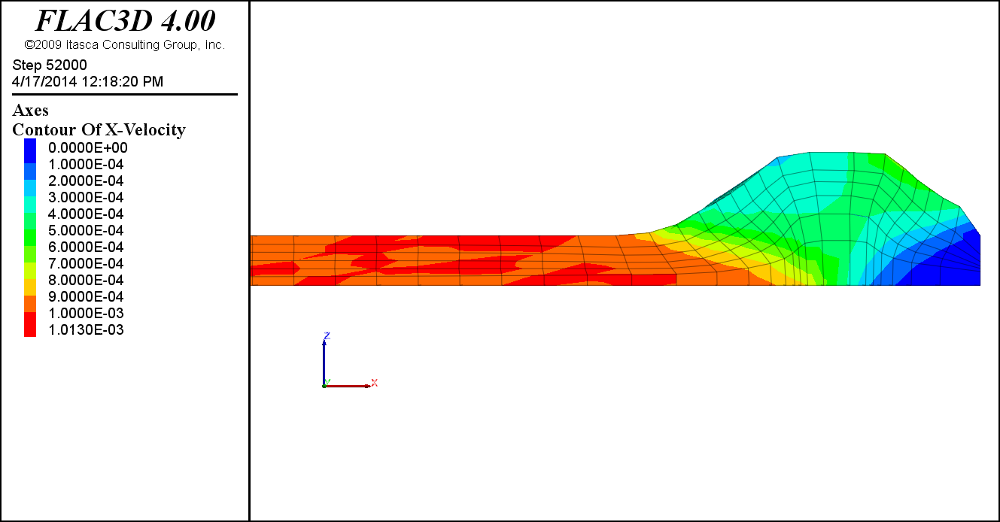 FLAC3D 4.00
©2009 Itasca Consulting Group, Inc.
Step 52000
4/17/2014 12:18:20 PM
Axes
Contour Of X-Velocity
0.0000E+00
1.0000E-04
2.0000E-04
3.0000E-04
4.0000E-04
5.0000E-04
6.0000E-04
7.0000E-04
8.0000E-04
9.0000E-04
1.0000E-03
1.0130E-03
Z
Y
X